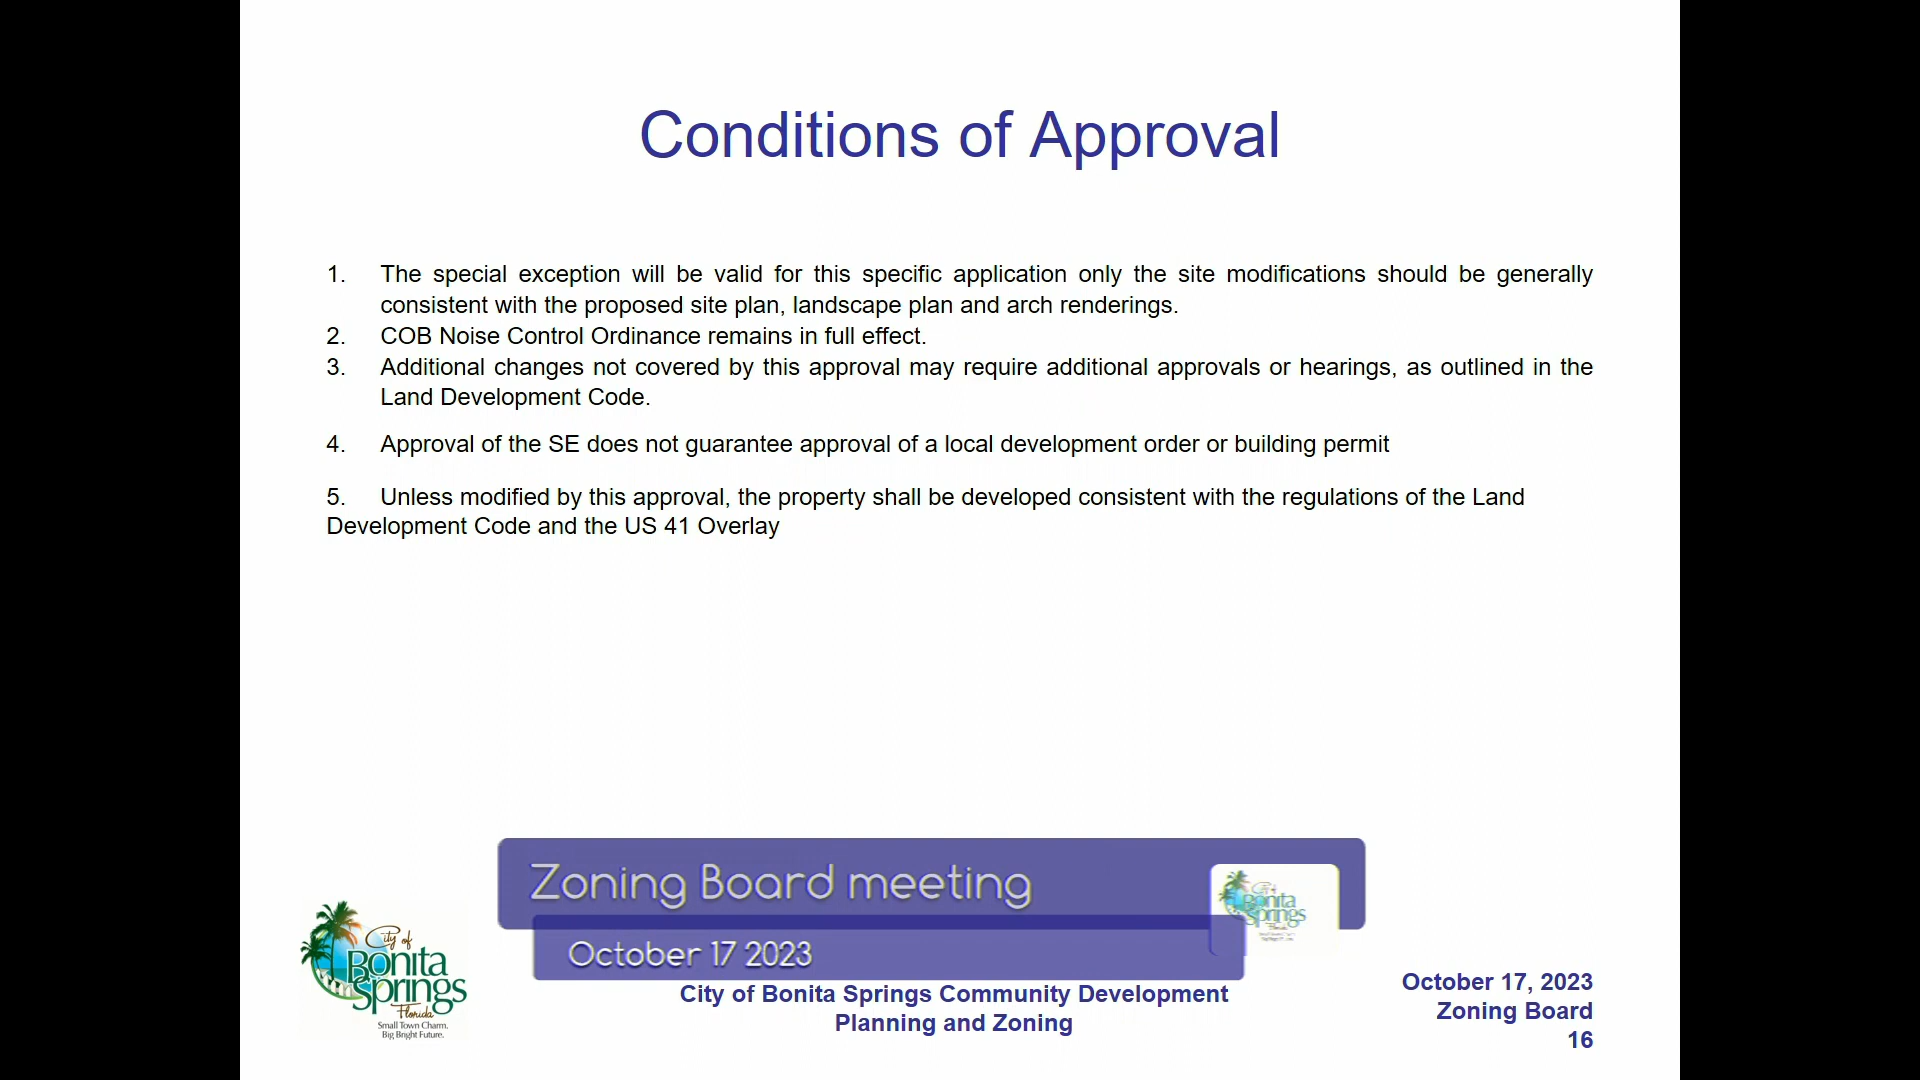 Conditions of Approval
1. The special exception will be valid for this specific application only the site modifications should be generally
consistent with the proposed site plan, landscape plan and arch renderings.
2. COB Noise Control Ordinance remains in full effect.
3. Additional changes not covered by this approval may require additional approvals or hearings, as outlined in the
Land Development Code.
4. Approval of the SE does not guarantee approval of a local development order or building permit
5. Unless modified by this approval, the property shall be developed consistent with the regulations of the Land
Development Code and the US 41 Overlay
Zoning Board meeting
City of
Bonita
Springs
October 17 2023
City of
Bonita
Springs
Florida
Small Town Charm.
Big Bright Future.
City of Bonita Springs Community Development
Planning and Zoning
October 17, 2023
Zoning Board
16